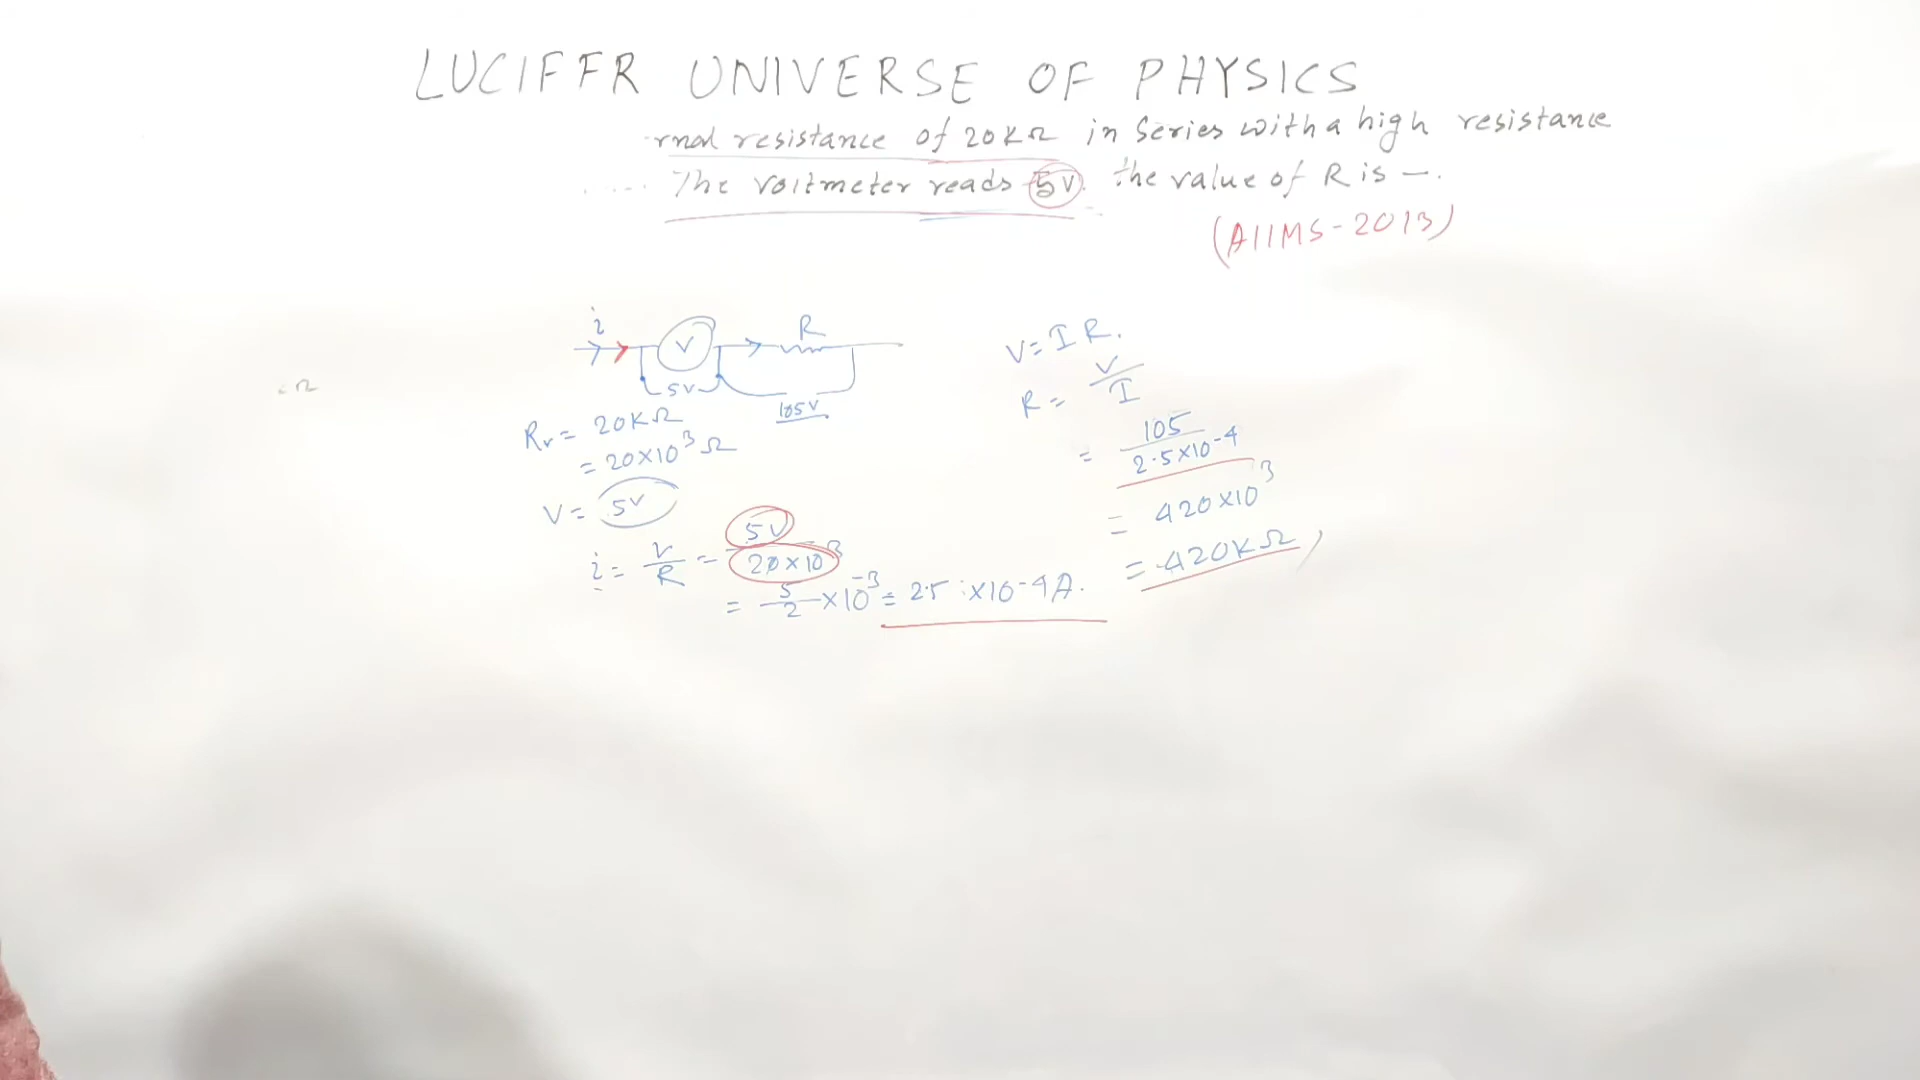 LUCIFFR UNIVERSE OF PHYSICS
rnal resistance of 20KΩ in Series with a high resistance
..... The voltmeter reads 5V. the value of R is —.
(AIIMS-2013)
i
V
R
5V
105V
Rv = 20KΩ
= 20×10³ Ω
V = 5V
i = V/R = 5V/20×10³
= 5/2 ×10⁻³ = 2.5 ×10⁻⁴A.
V = IR.
R = V/I
= 105/2.5×10⁻⁴
= 420×10³
= 420KΩ
Ω